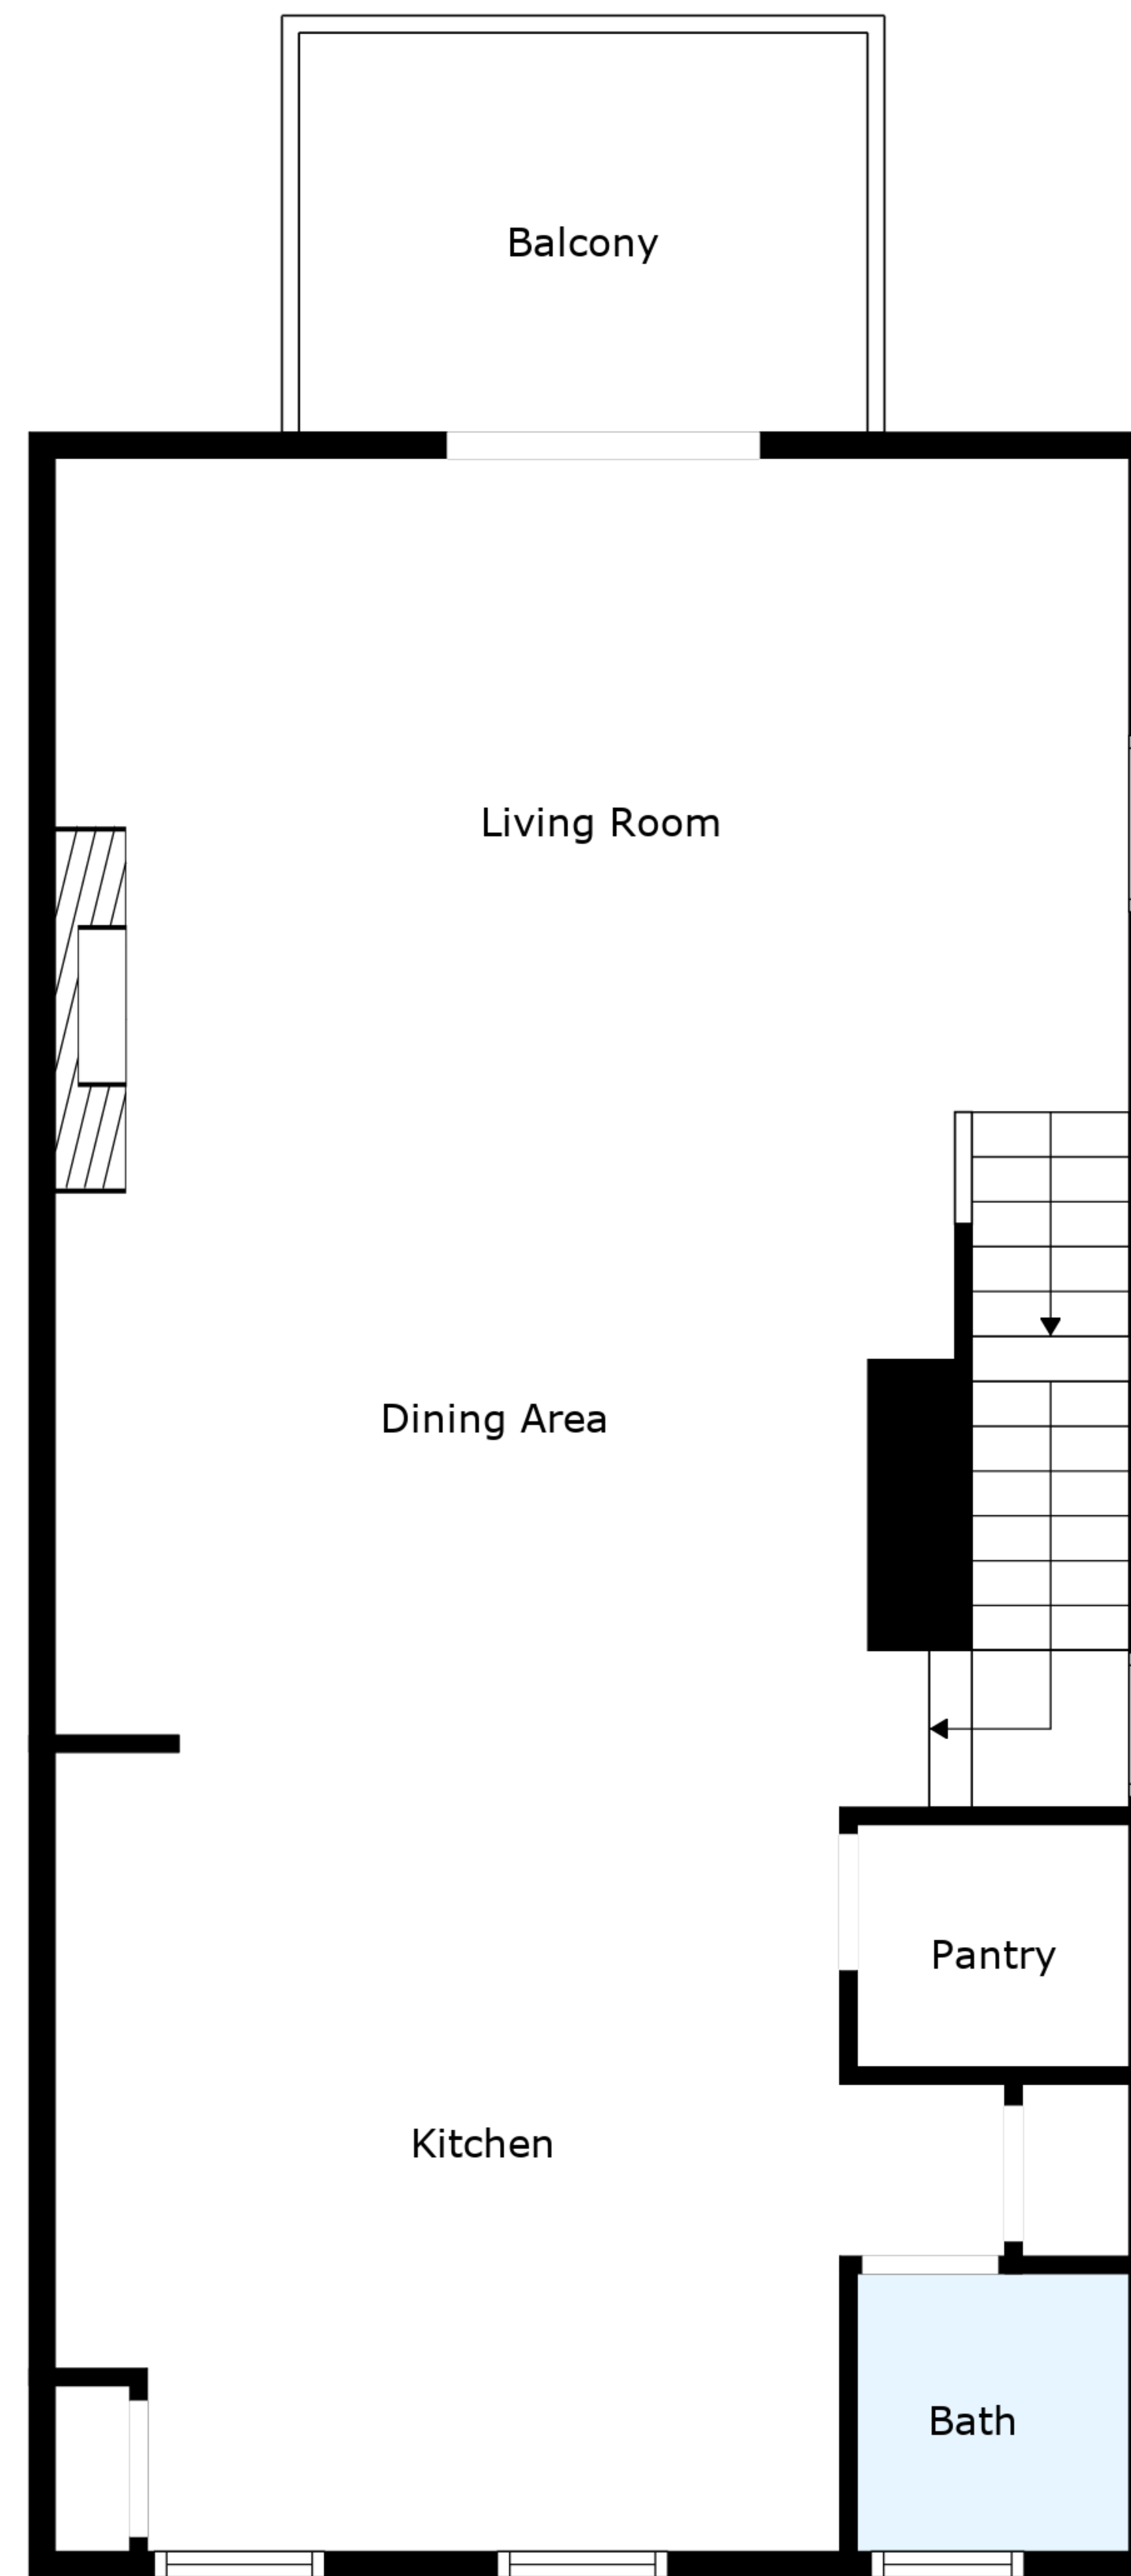 Balcony
Living Room
Dining Area
Pantry
Kitchen
Bath